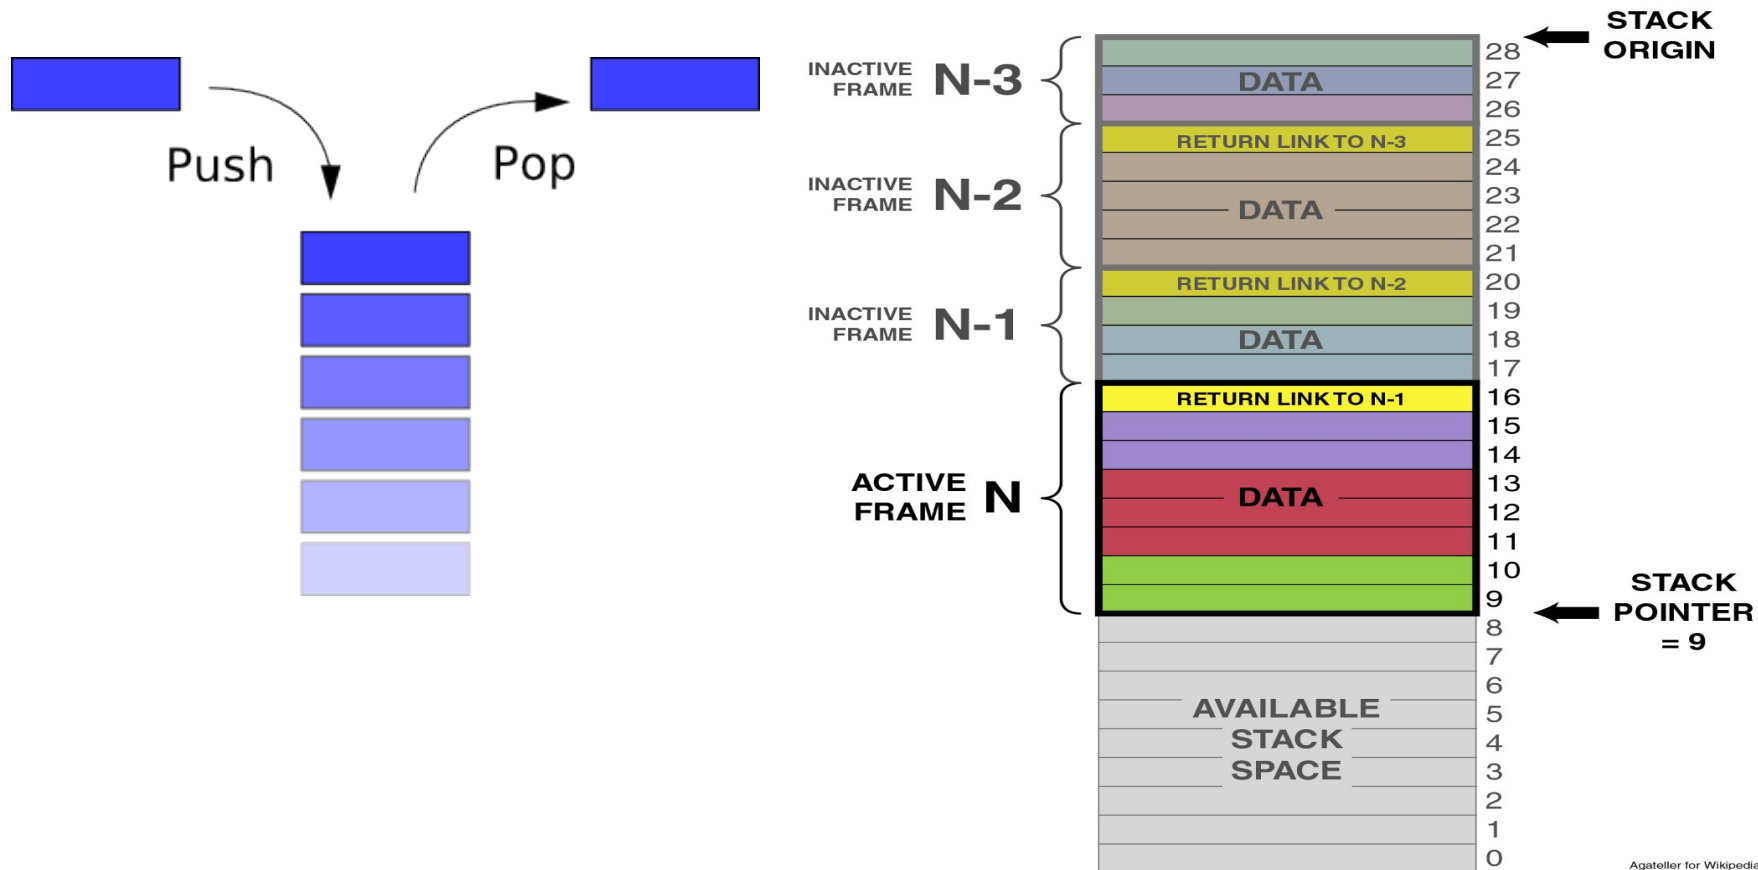 Push
Pop
STACK
ORIGIN
INACTIVE
FRAME N-3
DATA
28
27
26
INACTIVE
FRAME N-2
RETURN LINK TO N-3
DATA
25
24
23
22
21
INACTIVE
FRAME N-1
RETURN LINK TO N-2
DATA
20
19
18
17
ACTIVE
FRAME N
RETURN LINK TO N-1
DATA
16
15
14
13
12
11
10
9
STACK
POINTER
= 9
AVAILABLE
STACK
SPACE
8
7
6
5
4
3
2
1
0
Agateller for Wikipedia